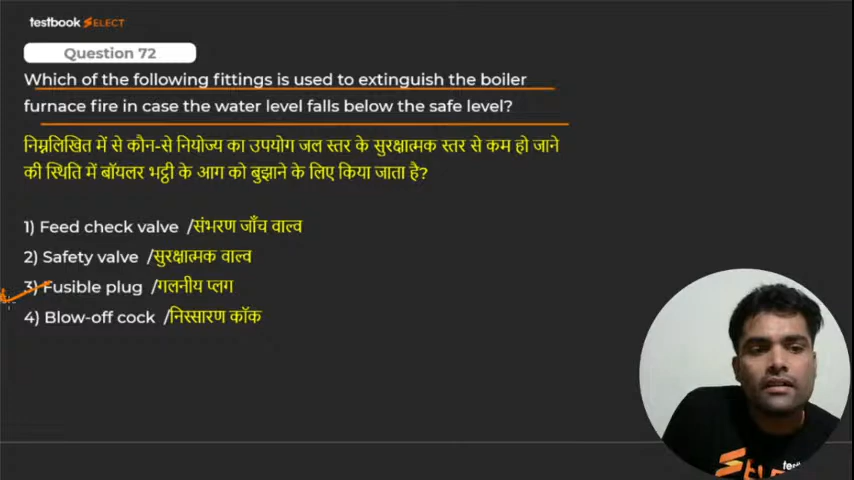 testbook SELECT
Question 72
Which of the following fittings is used to extinguish the boiler
furnace fire in case the water level falls below the safe level?
निम्नलिखित में से कौन-से नियोज्य का उपयोग जल स्तर के सुरक्षात्मक स्तर से कम हो जाने
की स्थिति में बॉयलर भट्ठी के आग को बुझाने के लिए किया जाता है?
1) Feed check valve /संभरण जाँच वाल्व
2) Safety valve /सुरक्षात्मक वाल्व
3) Fusible plug /गलनीय प्लग
4) Blow-off cock /निस्सारण कॉक